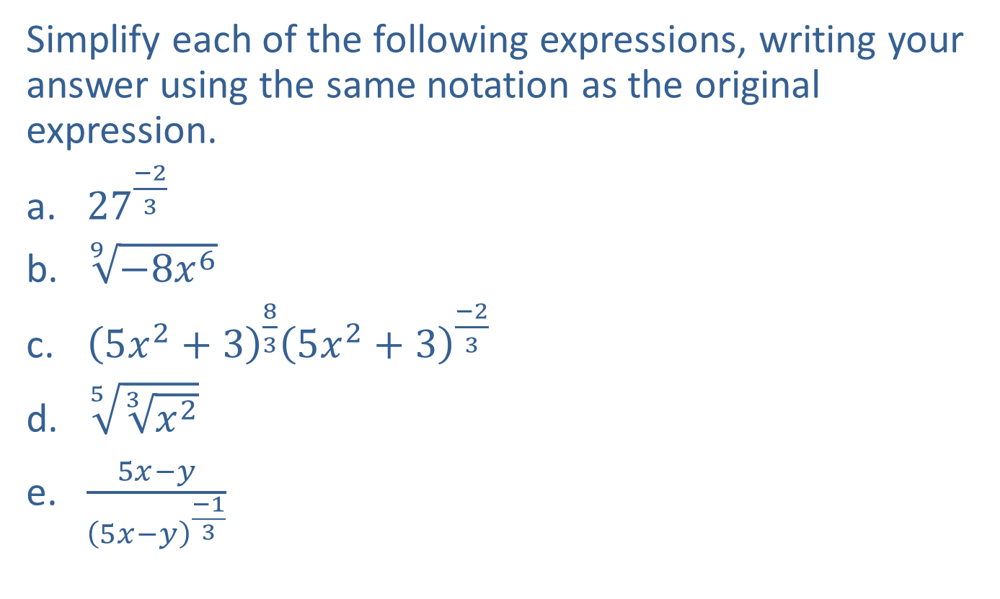 Simplify each of the following expressions, writing your
answer using the same notation as the original
expression.
a. $27^{\frac{-2}{3}}$
b. $\sqrt[9]{-8x^6}$
c. $(5x^2 + 3)^{\frac{8}{3}}(5x^2 + 3)^{\frac{-2}{3}}$
d. $\sqrt[5]{\sqrt[3]{x^2}}$
e. $\frac{5x-y}{(5x-y)^{\frac{-1}{3}}}$